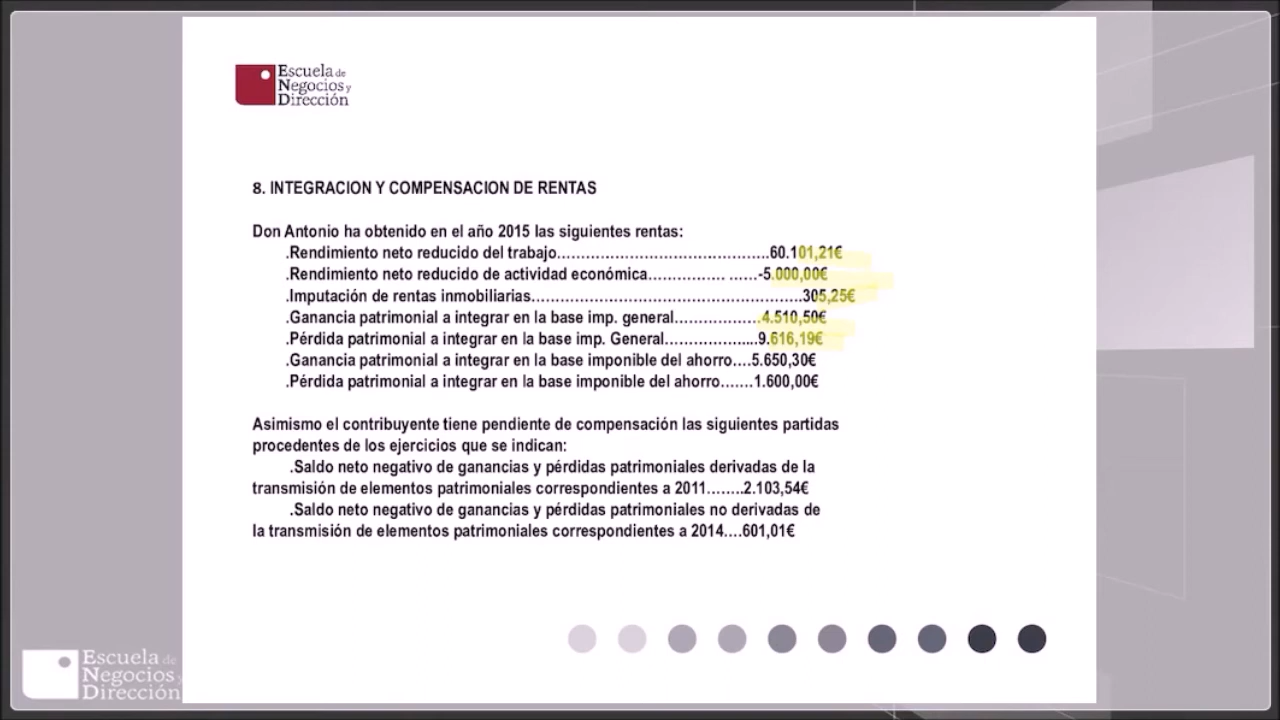 Escuela de
Negocios y
Dirección
8. INTEGRACION Y COMPENSACION DE RENTAS
Don Antonio ha obtenido en el año 2015 las siguientes rentas:
.Rendimiento neto reducido del trabajo…………………………………….60.101,21€
.Rendimiento neto reducido de actividad económica……………. ……-5.000,00€
.Imputación de rentas inmobiliarias……………………………………………….305,25€
.Ganancia patrimonial a integrar en la base imp. general………………4.510,50€
.Pérdida patrimonial a integrar en la base imp. General……………......9.616,19€
.Ganancia patrimonial a integrar en la base imponible del ahorro….5.650,30€
.Pérdida patrimonial a integrar en la base imponible del ahorro…….1.600,00€
Asimismo el contribuyente tiene pendiente de compensación las siguientes partidas
procedentes de los ejercicios que se indican:
.Saldo neto negativo de ganancias y pérdidas patrimoniales derivadas de la
transmisión de elementos patrimoniales correspondientes a 2011……..2.103,54€
.Saldo neto negativo de ganancias y pérdidas patrimoniales no derivadas de
la transmisión de elementos patrimoniales correspondientes a 2014….601,01€
Escuela de
Negocios y
Dirección